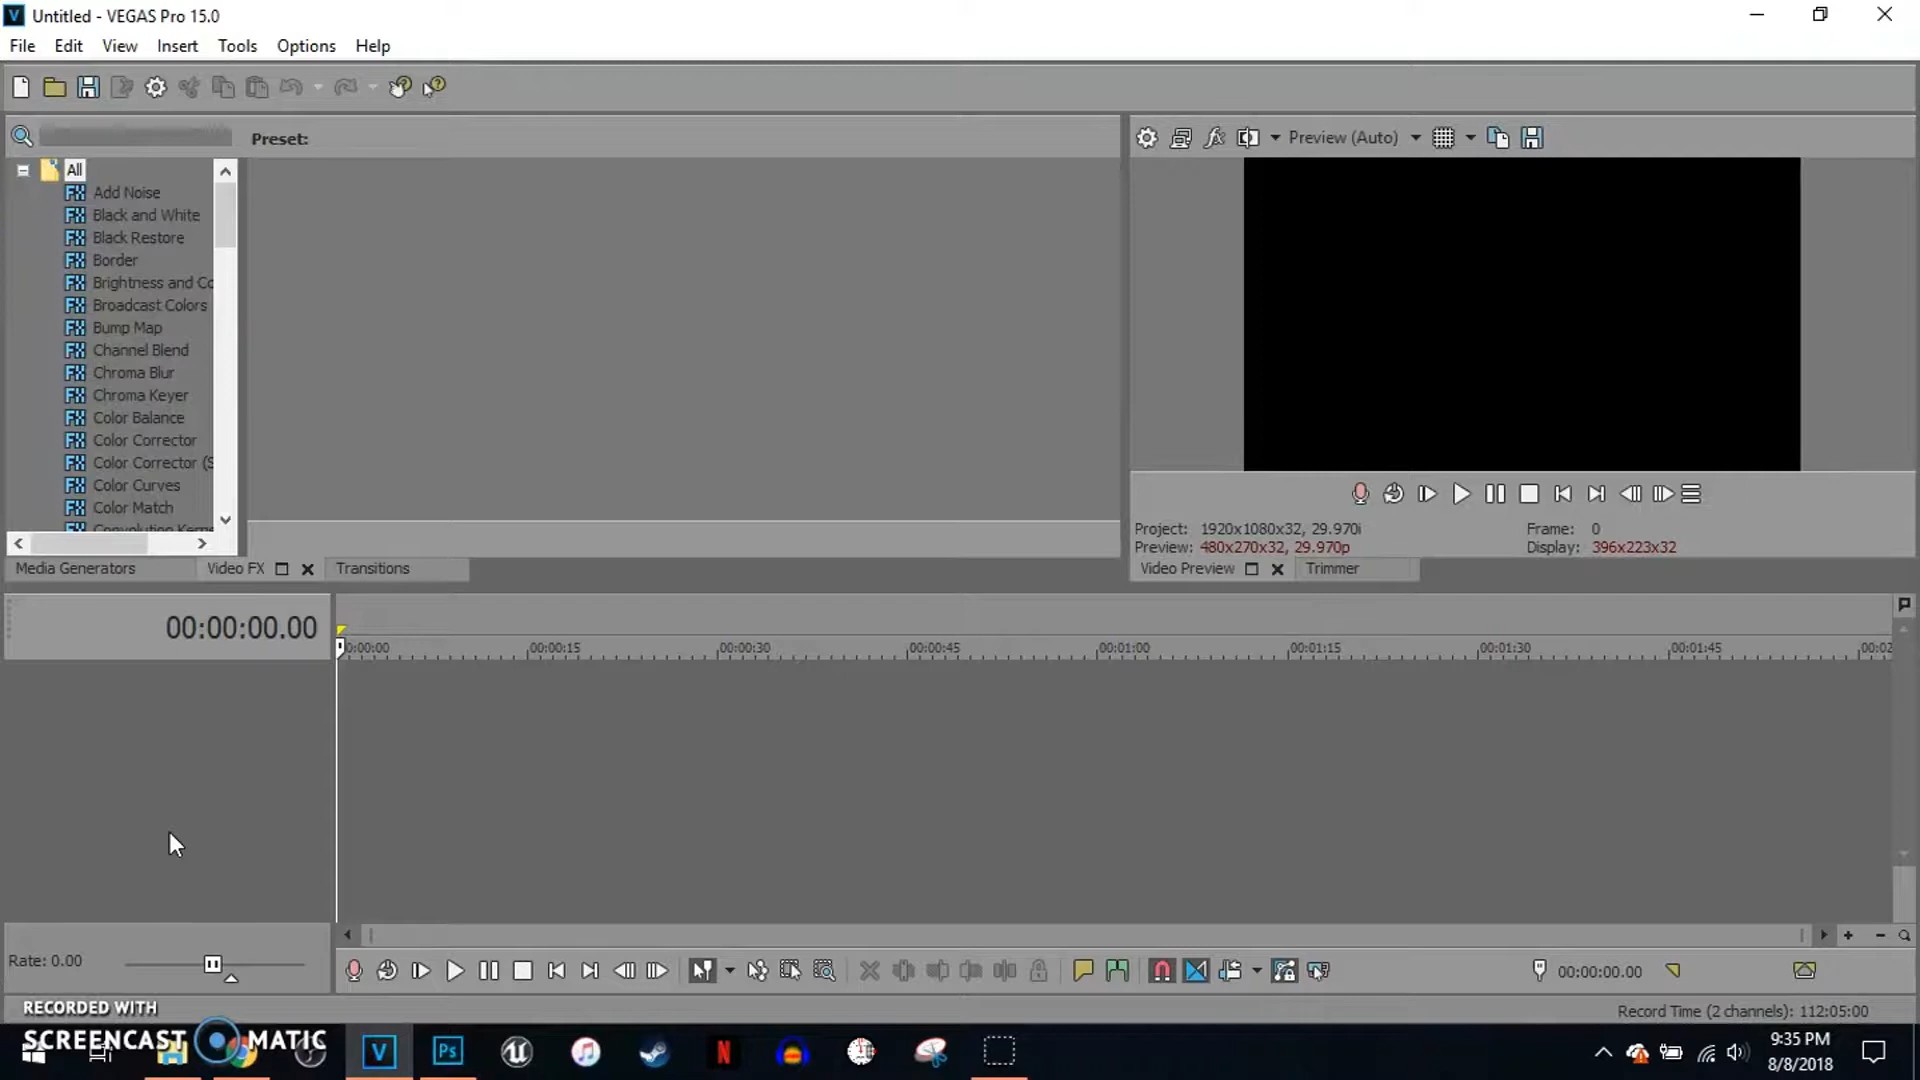 Untitled - VEGAS Pro 15.0
File Edit View Insert Tools Options Help
Preset:
Preview (Auto)
All
Add Noise
Black and White
Black Restore
Border
Brightness and Co
Broadcast Colors
Bump Map
Channel Blend
Chroma Blur
Chroma Keyer
Color Balance
Color Corrector
Color Corrector (S
Color Curves
Color Match
Convolution Kerne
Project: 1920x1080x32, 29.970i Frame: 0
Preview: 480x270x32, 29.970p Display: 396x223x32
Media Generators Video FX Transitions Video Preview Trimmer
00:00:00.00
0:00:00 00:00:15 00:00:30 00:00:45 00:01:00 00:01:15 00:01:30 00:01:45 00:02
Rate: 0.00
00:00:00.00
RECORDED WITH
Record Time (2 channels): 112:05:00
SCREENCAST MATIC
V Ps N
9:35 PM
8/8/2018